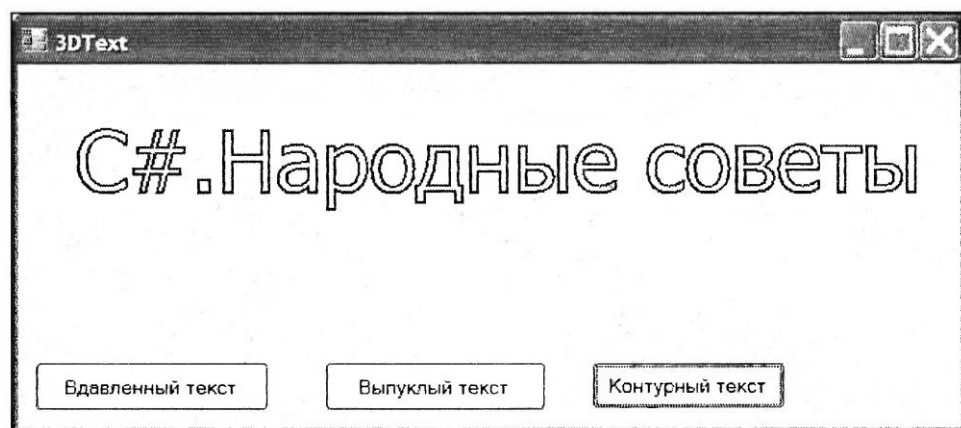 3DText
C#.Народные советы
Вдавленный текст Выпуклый текст Контурный текст